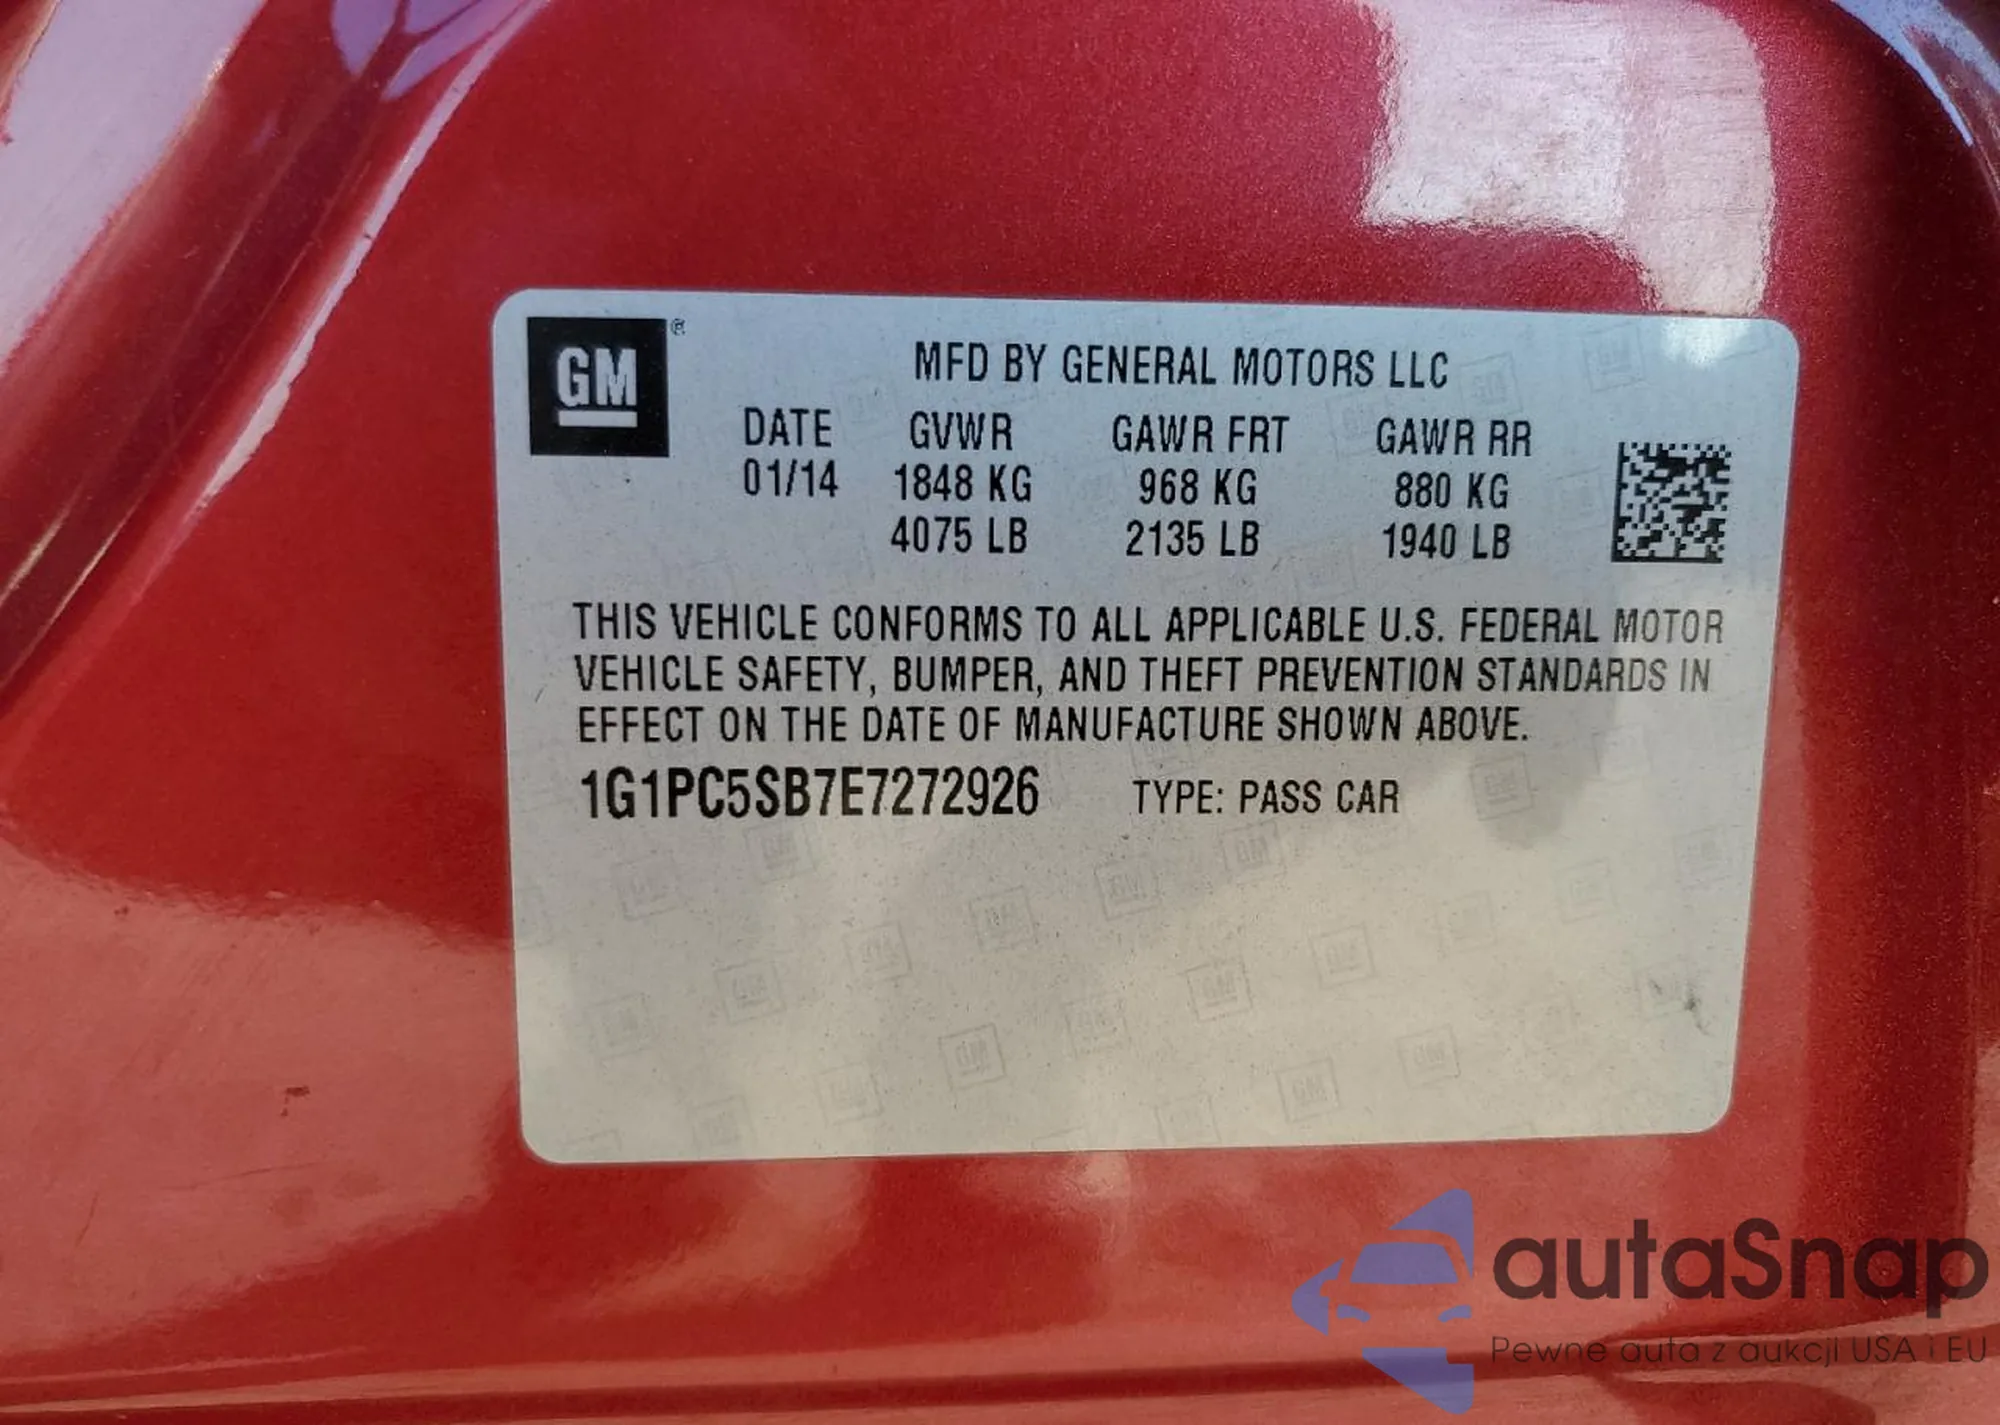 GM ®
MFD BY GENERAL MOTORS LLC
DATE GVWR GAWR FRT GAWR RR
01/14 1848 KG 968 KG 880 KG
4075 LB 2135 LB 1940 LB
THIS VEHICLE CONFORMS TO ALL APPLICABLE U.S. FEDERAL MOTOR
VEHICLE SAFETY, BUMPER, AND THEFT PREVENTION STANDARDS IN
EFFECT ON THE DATE OF MANUFACTURE SHOWN ABOVE.
1G1PC5SB7E7272926 TYPE: PASS CAR
autaSnap
Pewne auta z aukcji USA i EU